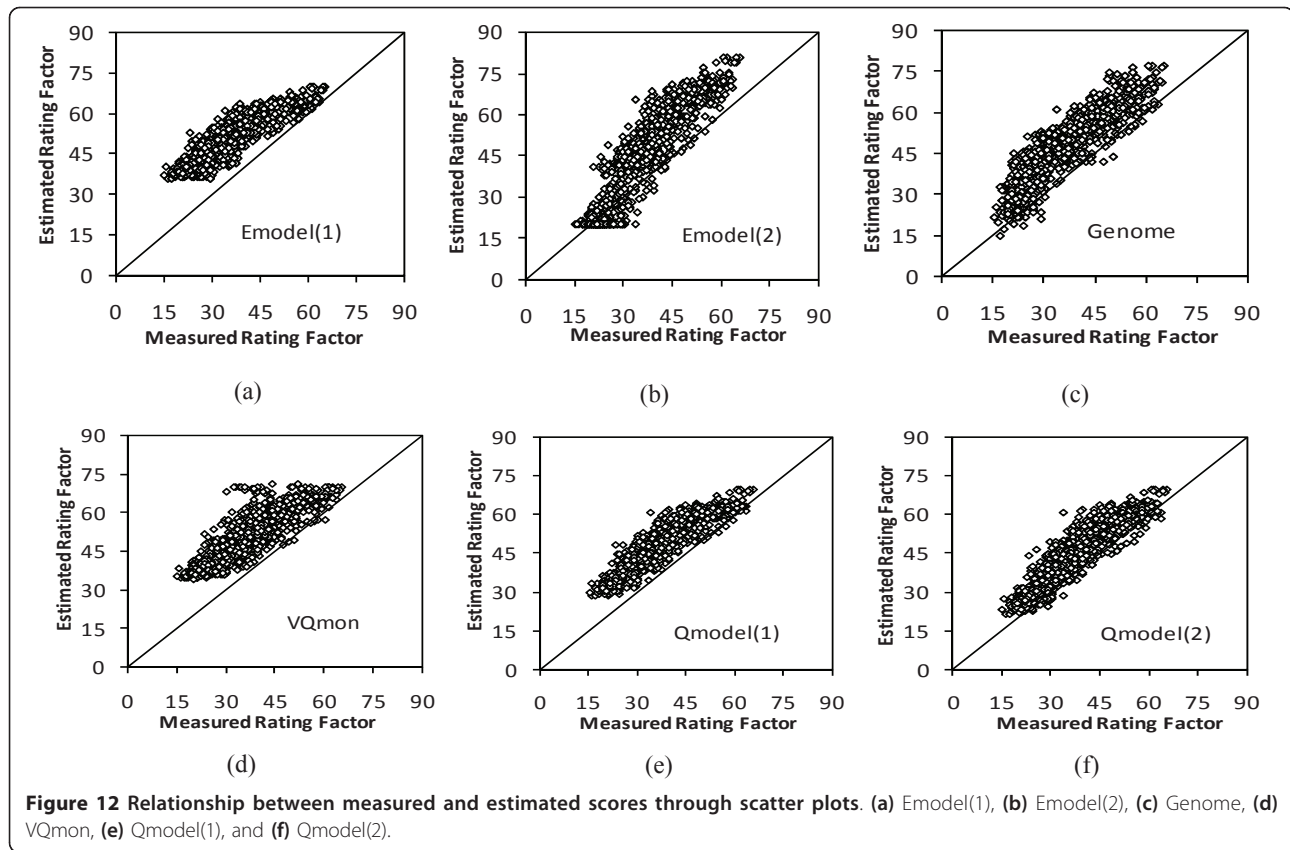 90
75
60
45
30
15
0
Estimated Rating Factor
Emodel(1)
0 15 30 45 60 75 90
Measured Rating Factor
(a)
90
75
60
45
30
15
0
Estimated Rating Factor
Emodel(2)
0 15 30 45 60 75 90
Measured Rating Factor
(b)
90
75
60
45
30
15
0
Estimated Rating Factor
Genome
0 15 30 45 60 75 90
Measured Rating Factor
(c)
90
75
60
45
30
15
0
Estimated Rating Factor
VQmon
0 15 30 45 60 75 90
Measured Rating Factor
(d)
90
75
60
45
30
15
0
Estimated Rating Factor
Qmodel(1)
0 15 30 45 60 75 90
Measured Rating Factor
(e)
90
75
60
45
30
15
0
Estimated Rating Factor
Qmodel(2)
0 15 30 45 60 75 90
Measured Rating Factor
(f)
Figure 12 Relationship between measured and estimated scores through scatter plots. (a) Emodel(1), (b) Emodel(2), (c) Genome, (d)
VQmon, (e) Qmodel(1), and (f) Qmodel(2).